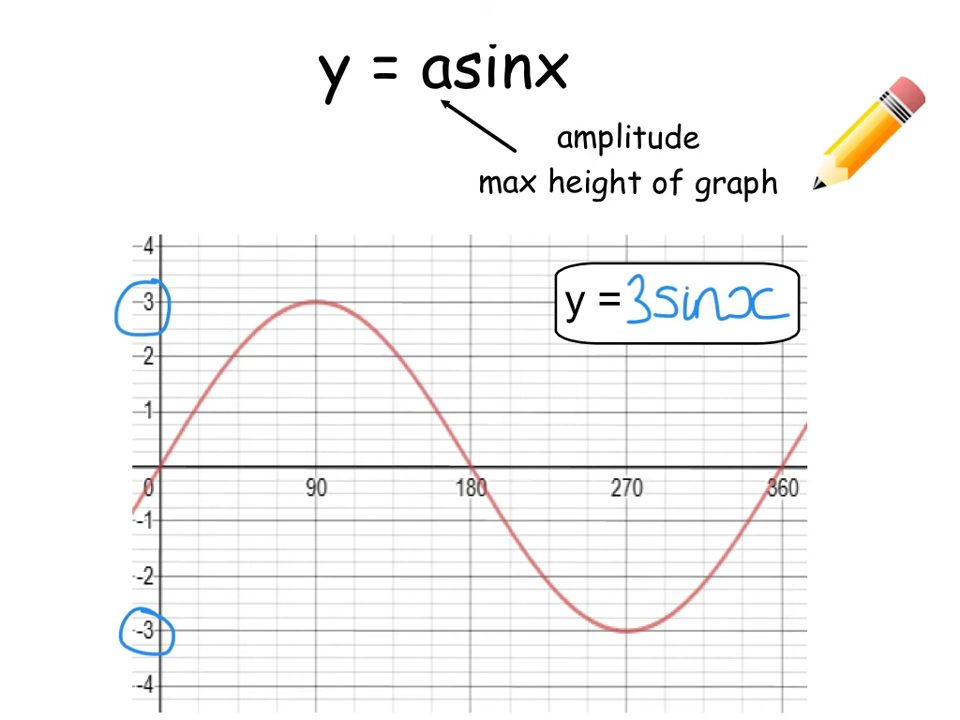 y = asinx
amplitude
max height of graph
4
3
y = 3sinx
2
1
0 90 180 270 360
-1
-2
-3
-4